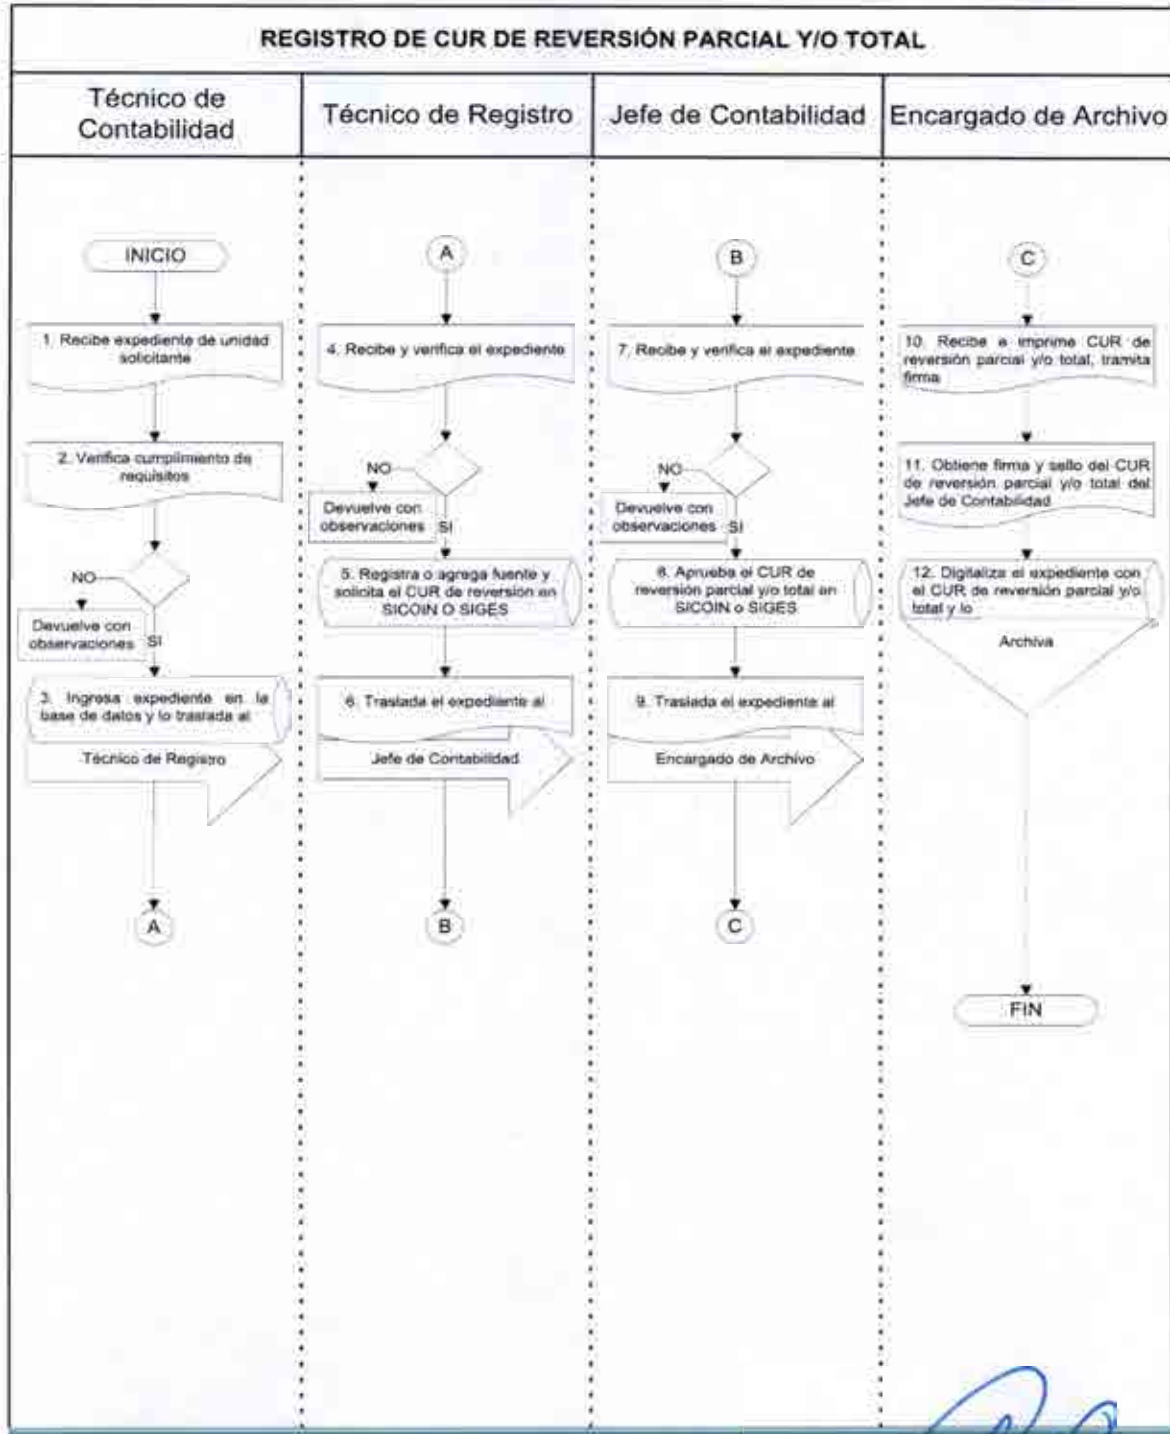 REGISTRO DE CUR DE REVERSIÓN PARCIAL Y/O TOTAL
Técnico de
Contabilidad
Técnico de Registro
Jefe de Contabilidad
Encargado de Archivo
INICIO
1. Recibe expediente de unidad
solicitante
2. Verifica cumplimiento de
requisitos
NO
Devuelve con
observaciones
SI
3. Ingresa expediente en la
base de datos y lo traslada al
Técnico de Registro
A
A
4. Recibe y verifica el expediente
NO
Devuelve con
observaciones
SI
5. Registra o agrega fuente y
solicita el CUR de reversión en
SICOIN O SIGES
6. Traslada el expediente al
Jefe de Contabilidad
B
B
7. Recibe y verifica el expediente
NO
Devuelve con
observaciones
SI
8. Aprueba el CUR de
reversión parcial y/o total en
SICOIN o SIGES
9. Traslada el expediente al
Encargado de Archivo
C
C
10. Recibe e imprime CUR de
reversión parcial y/o total, tramita
firma
11. Obtiene firma y sello del CUR
de reversión parcial y/o total del
Jefe de Contabilidad
12. Digitaliza el expediente con
el CUR de reversión parcial y/o
total y lo
Archiva
FIN